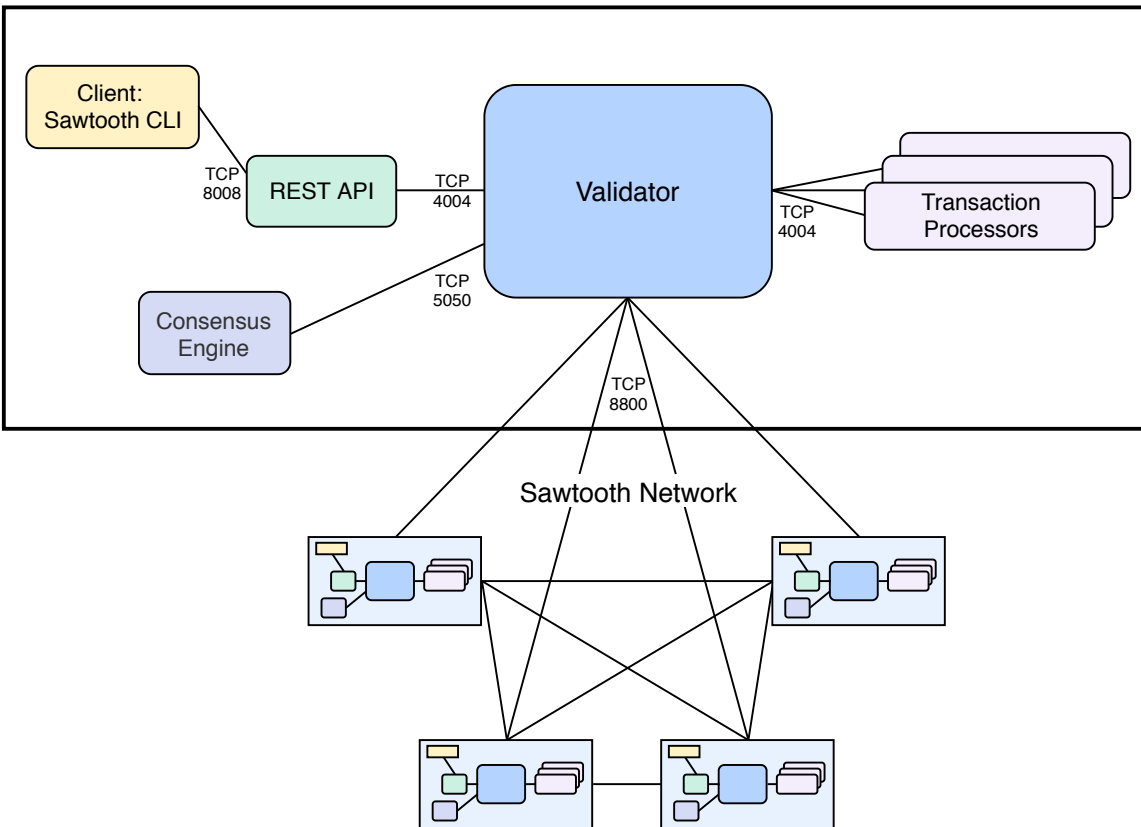 Client:
Sawtooth CLI
TCP
8008
REST API
TCP
4004
Validator
TCP
4004
Transaction
Processors
TCP
5050
Consensus
Engine
TCP
8800
Sawtooth Network